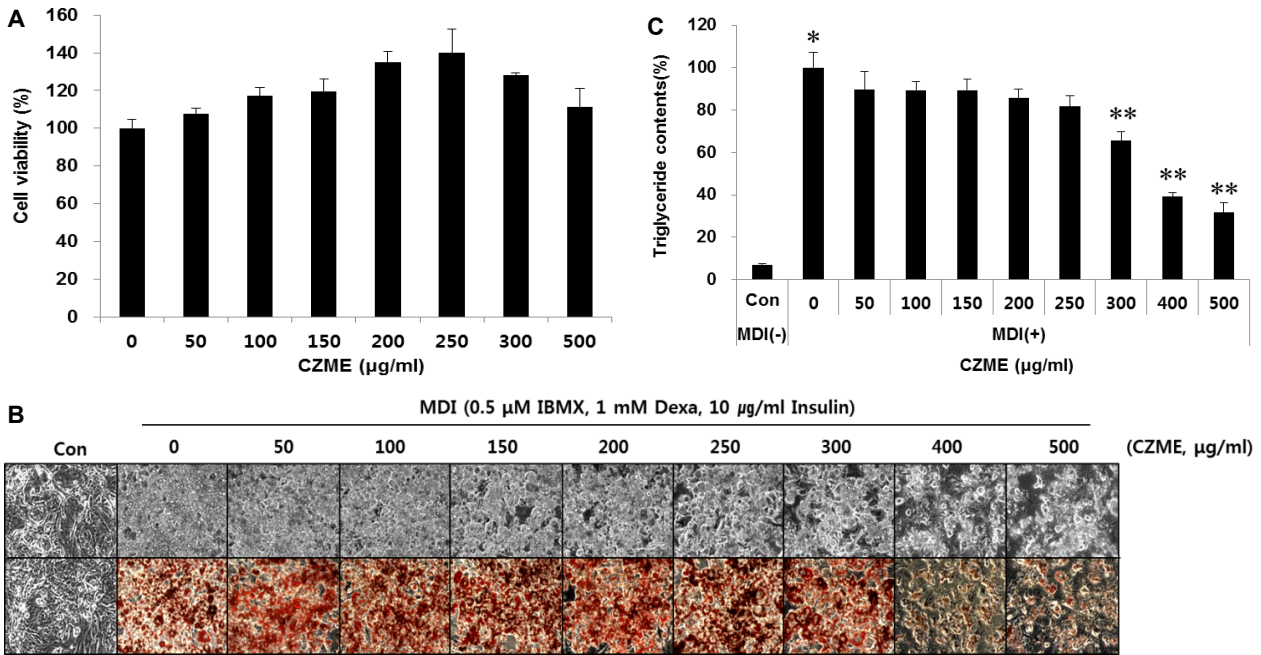 A
160
140
120
100
80
60
40
20
0
Cell viability (%)
0 50 100 150 200 250 300 500
CZME (µg/ml)
C
120
100
80
60
40
20
0
Triglyceride contents(%)
*
**
**
**
Con 0 50 100 150 200 250 300 400 500
MDI(-) MDI(+)
CZME (µg/ml)
B
MDI (0.5 µM IBMX, 1 mM Dexa, 10 ㎍/ml Insulin)
Con 0 50 100 150 200 250 300 400 500 (CZME, µg/ml)